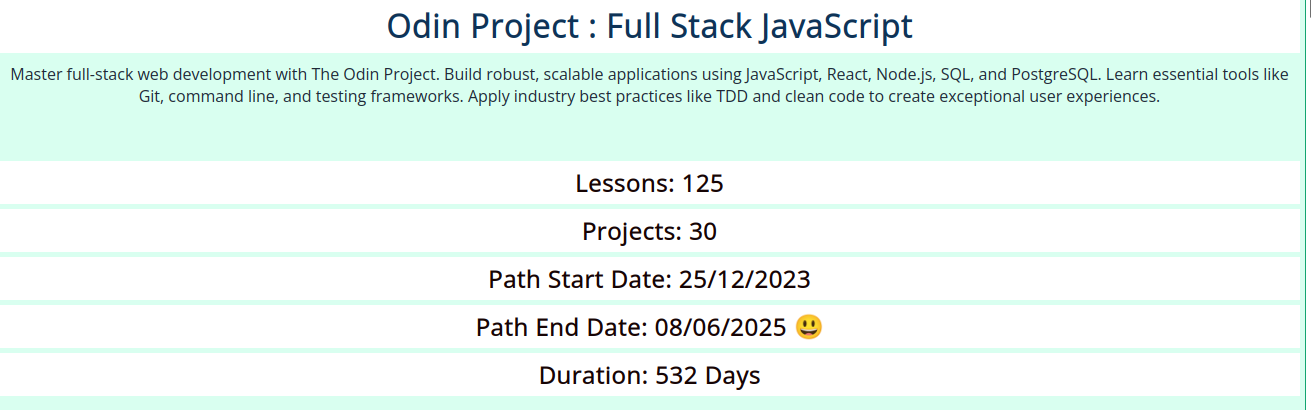 Odin Project : Full Stack JavaScript
Master full-stack web development with The Odin Project. Build robust, scalable applications using JavaScript, React, Node.js, SQL, and PostgreSQL. Learn essential tools like
Git, command line, and testing frameworks. Apply industry best practices like TDD and clean code to create exceptional user experiences.
Lessons: 125
Projects: 30
Path Start Date: 25/12/2023
Path End Date: 08/06/2025 😃
Duration: 532 Days